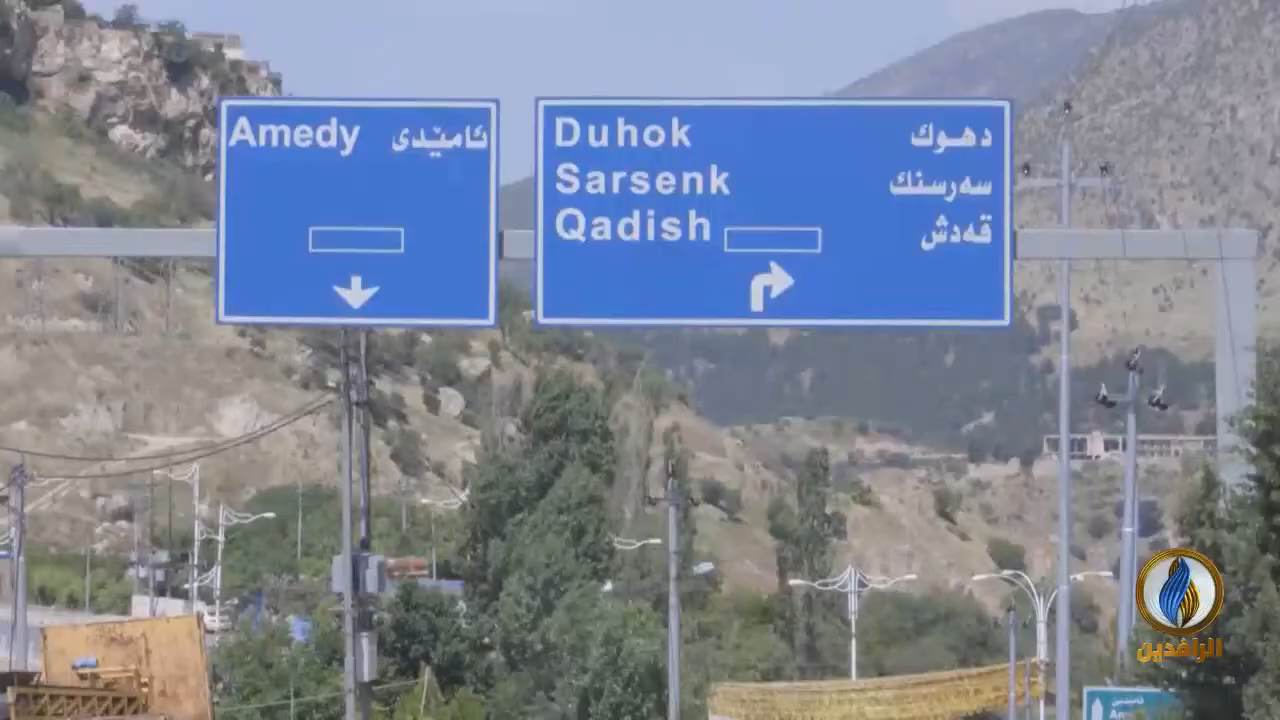 Amedy ئامێدی
Duhok دهوك
Sarsenk سەرسنك
Qadish قەدش
الرافدين